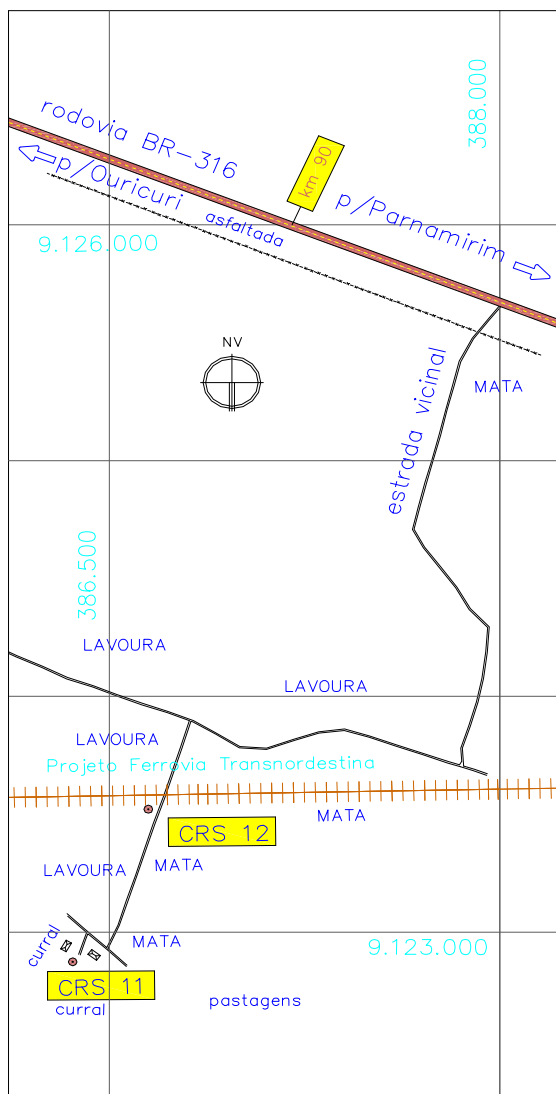 388.000
rodovia BR-316
km 90
p/Ouricuri
p/Parnamirim
asfaltada
9.126.000
NV
MATA
estrada vicinal
386.500
LAVOURA
LAVOURA
LAVOURA
Projeto Ferrovia Transnordestina
MATA
CRS 12
LAVOURA
MATA
MATA
curral
9.123.000
CRS 11
pastagens
curral